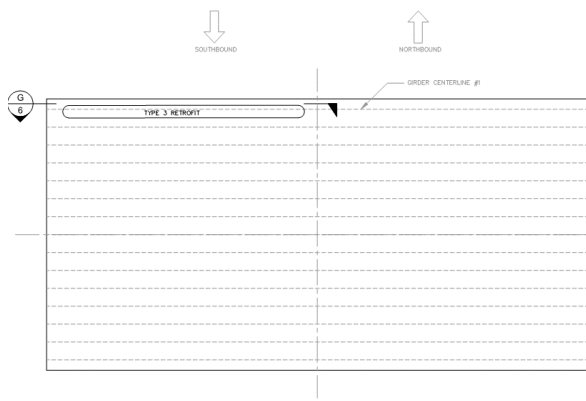 SOUTHBOUND
NORTHBOUND
GIRDER CENTERLINE #1
G
6
TYPE 3 RETROFIT